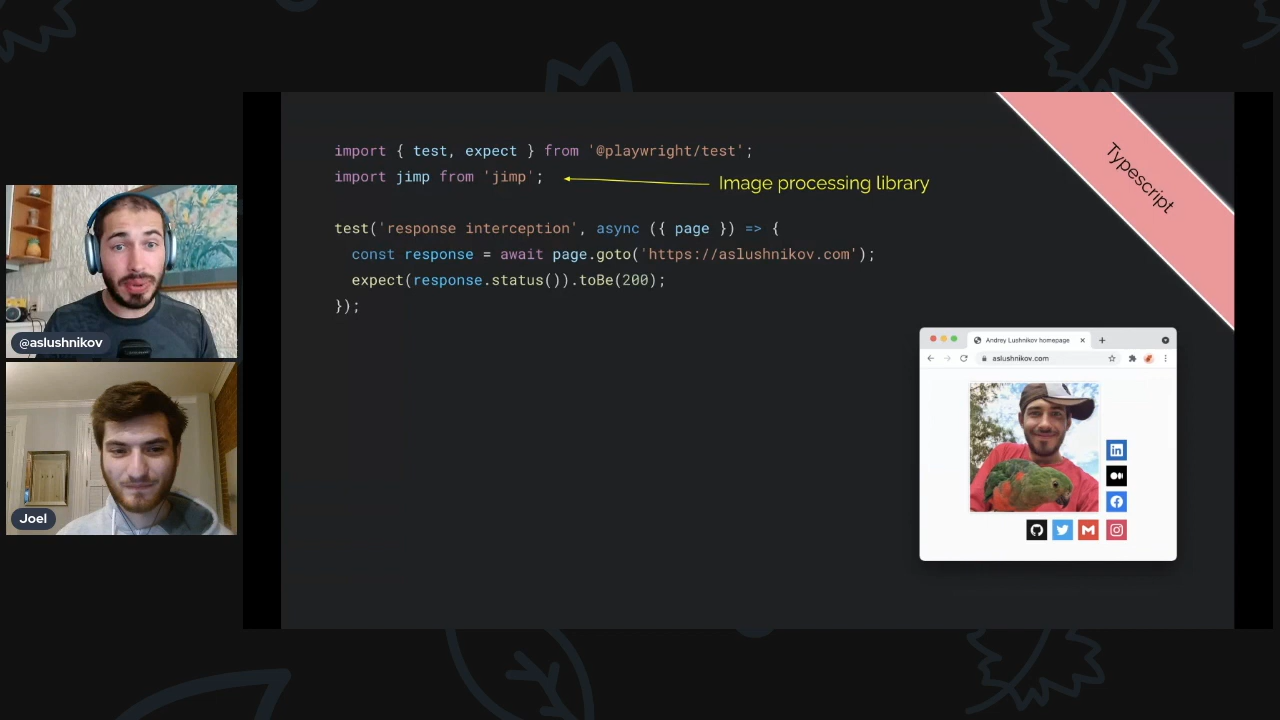 import { test, expect } from '@playwright/test';
import jimp from 'jimp';
Image processing library
test('response interception', async ({ page }) => {
const response = await page.goto('https://aslushnikov.com');
expect(response.status()).toBe(200);
});
Typescript
@aslushnikov
Joel
Andrey Lushnikov homepage
aslushnikov.com
in